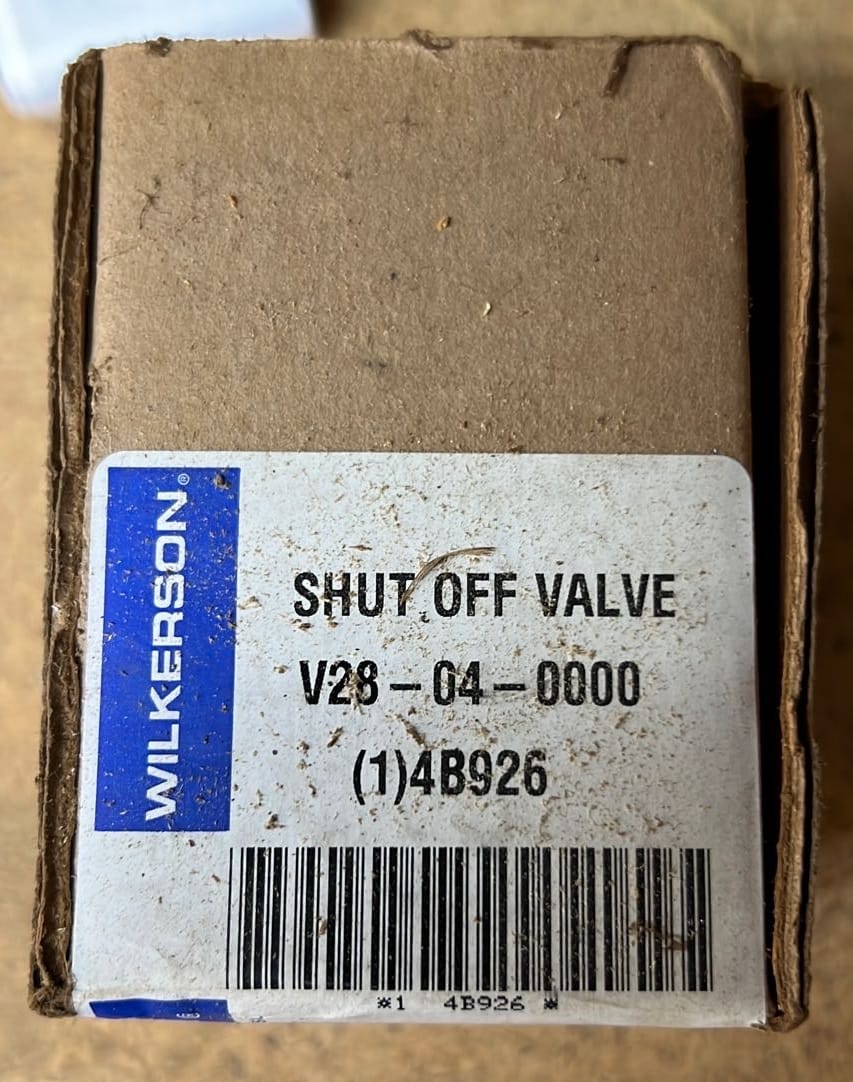 WILKERSON®
SHUT OFF VALVE
V28-04-0000
(1)4B926
*1 4B926 *